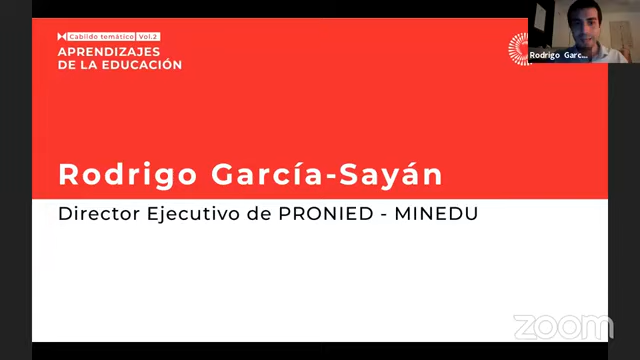 Cabildo temático Vol.2
APRENDIZAJES
DE LA EDUCACIÓN
Rodrigo Garc...
Rodrigo García-Sayán
Director Ejecutivo de PRONIED - MINEDU
zoom